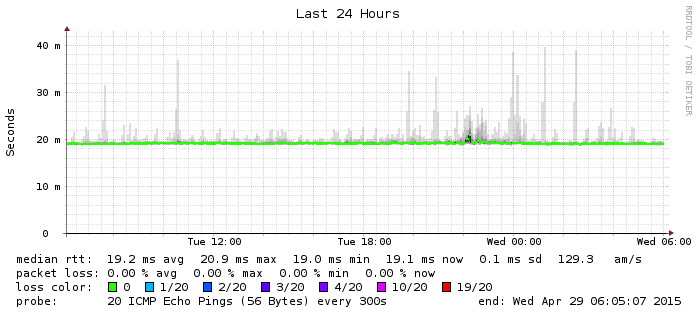 Last 24 Hours
RRDTOOL / TOBI OETIKER
Seconds
40 m
30 m
20 m
10 m
0
Tue 12:00 Tue 18:00 Wed 00:00 Wed 06:00
median rtt: 19.2 ms avg 20.9 ms max 19.0 ms min 19.1 ms now 0.1 ms sd 129.3 am/s
packet loss: 0.00 % avg 0.00 % max 0.00 % min 0.00 % now
loss color: 0 1/20 2/20 3/20 4/20 10/20 19/20
probe: 20 ICMP Echo Pings (56 Bytes) every 300s end: Wed Apr 29 06:05:07 2015